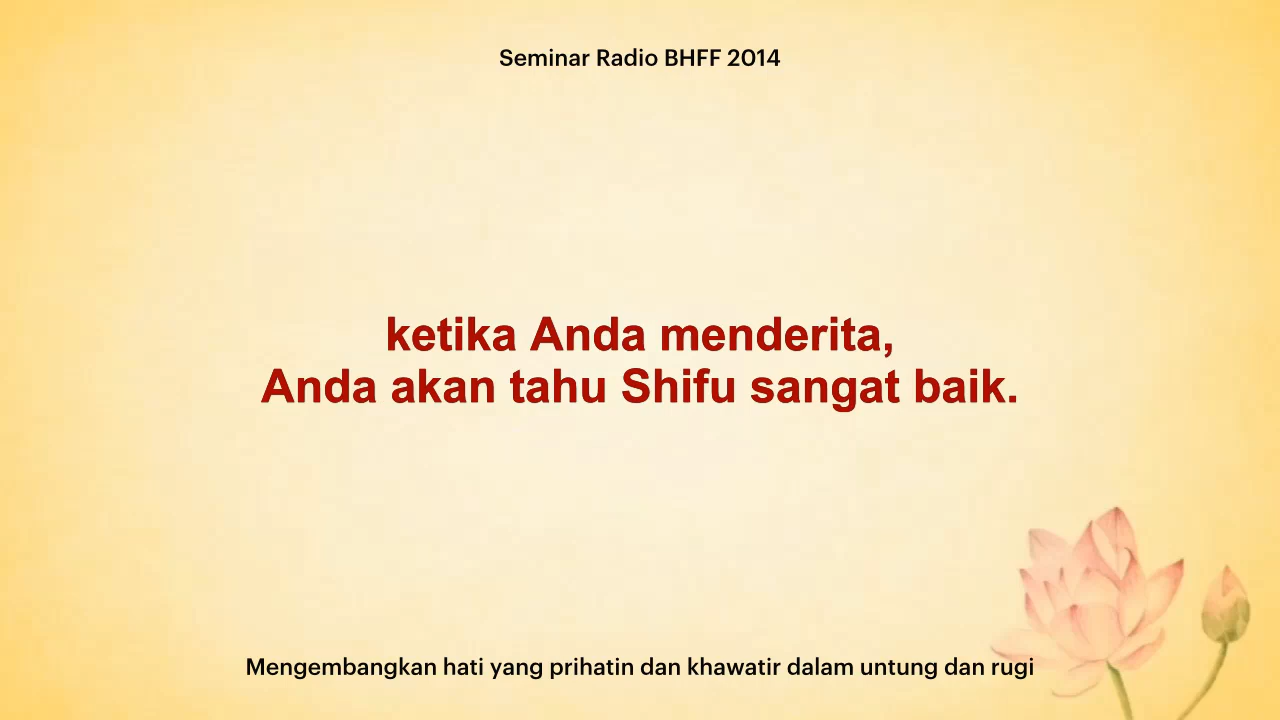 Seminar Radio BHFF 2014
ketika Anda menderita,
Anda akan tahu Shifu sangat baik.
Mengembangkan hati yang prihatin dan khawatir dalam untung dan rugi